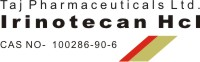 Taj Pharmaceuticals Ltd.
Irinotecan Hcl
CAS NO- 100286-90-6